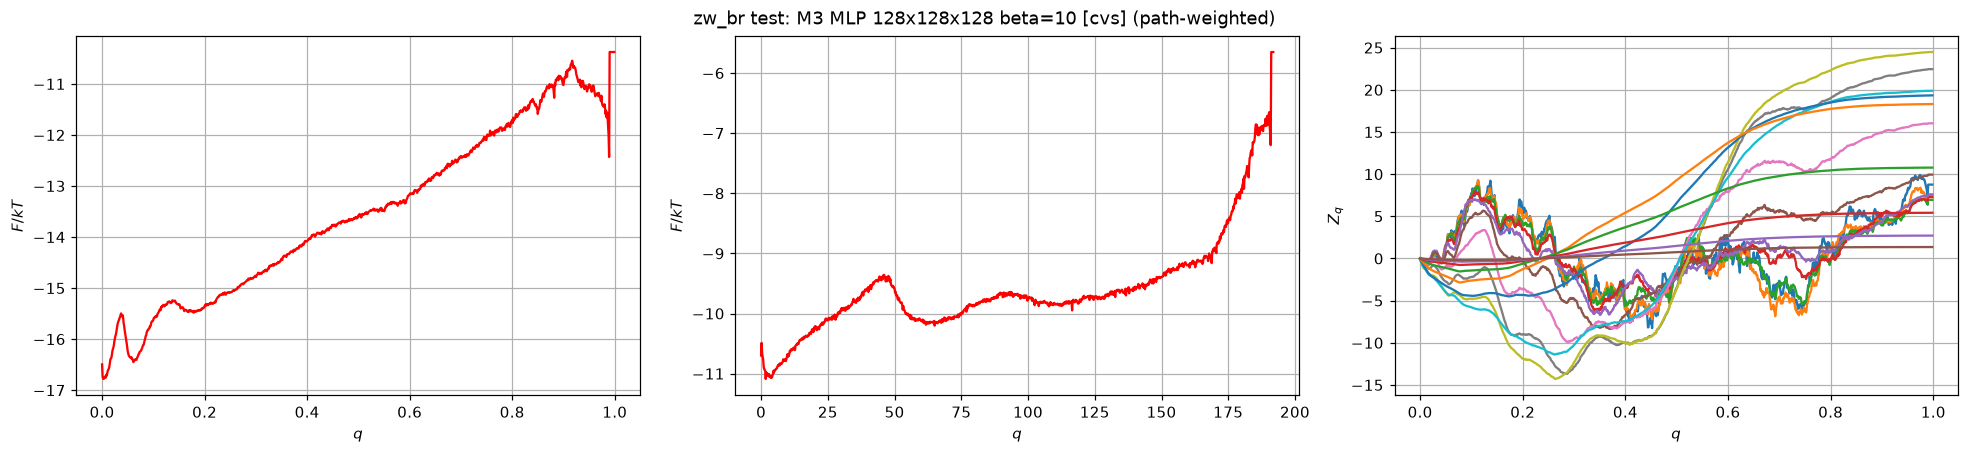 zw_br test: M3 MLP 128x128x128 beta=10 [cvs] (path-weighted)
F/kT
−11
−12
−13
−14
−15
−16
−17
0.0 0.2 0.4 0.6 0.8 1.0
q
F/kT
−6
−7
−8
−9
−10
−11
0 25 50 75 100 125 150 175 200
q
Zq
25
20
15
10
5
0
−5
−10
−15
0.0 0.2 0.4 0.6 0.8 1.0
q